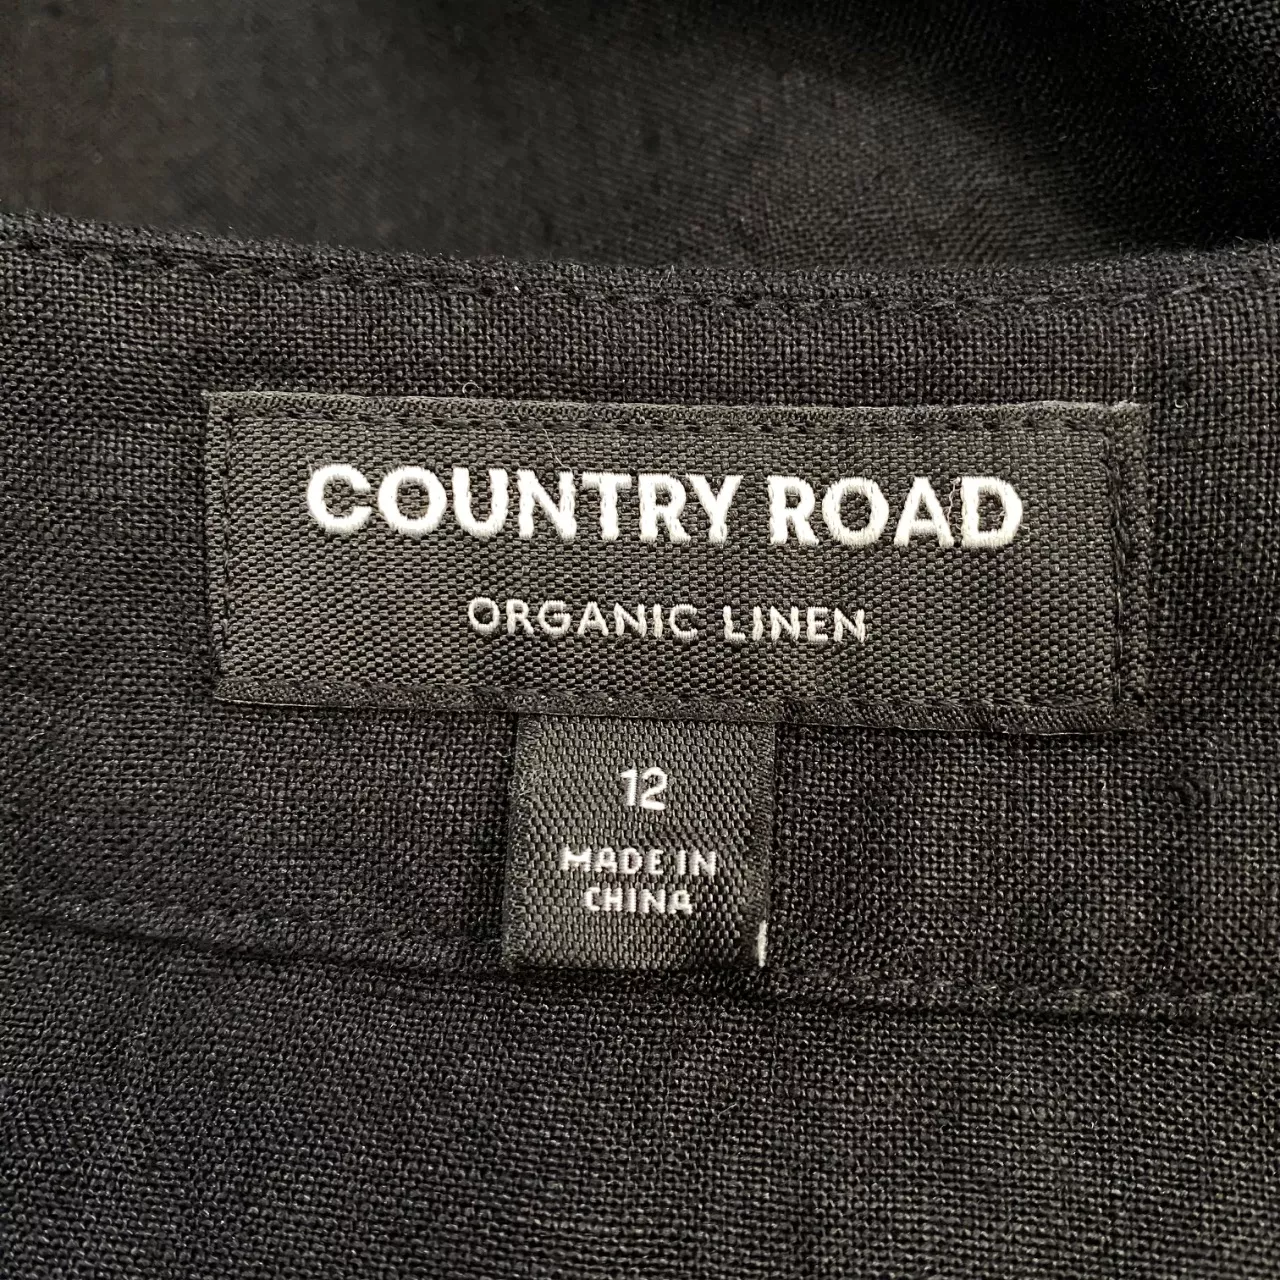 COUNTRY ROAD
ORGANIC LINEN
12
MADE IN
CHINA